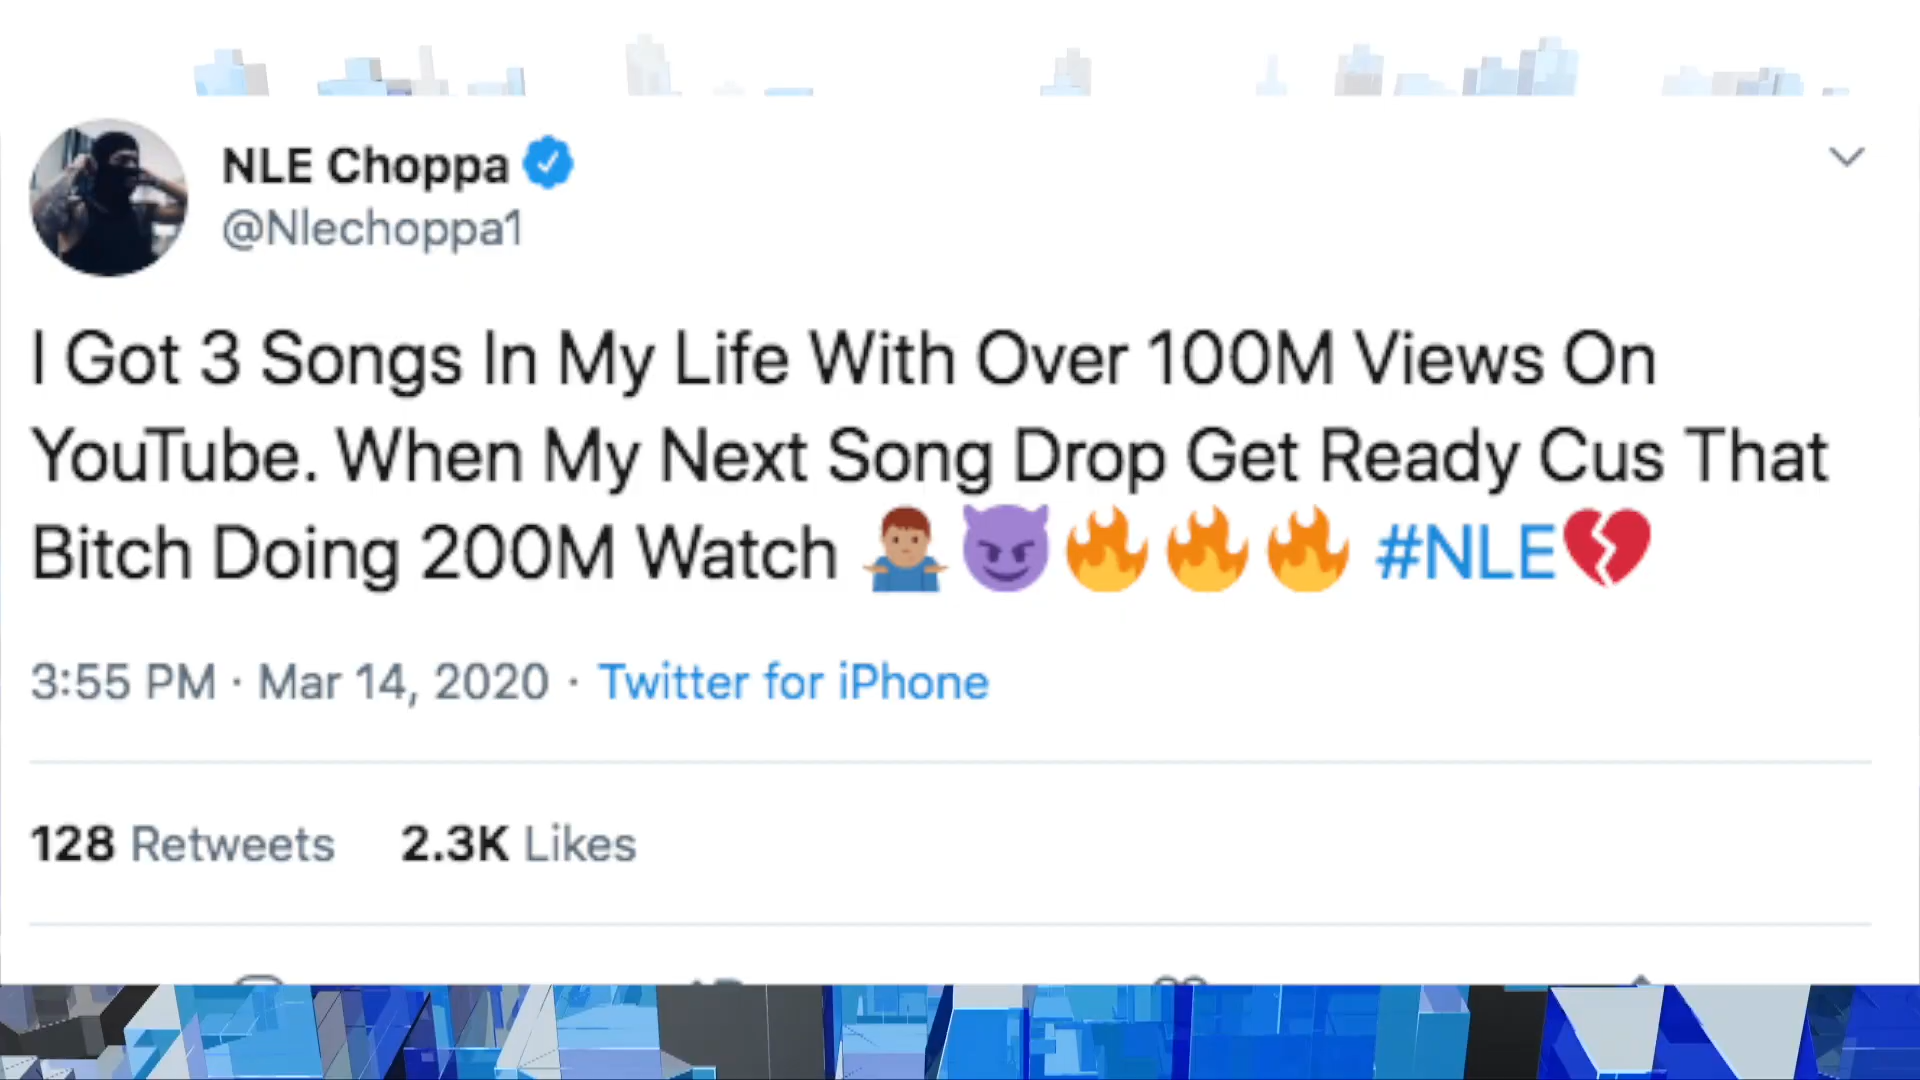 NLE Choppa
@Nlechoppa1
I Got 3 Songs In My Life With Over 100M Views On
YouTube. When My Next Song Drop Get Ready Cus That
Bitch Doing 200M Watch 🤷🏽‍♂️😈🔥🔥🔥 #NLE💔
3:55 PM · Mar 14, 2020 · Twitter for iPhone
128 Retweets 2.3K Likes